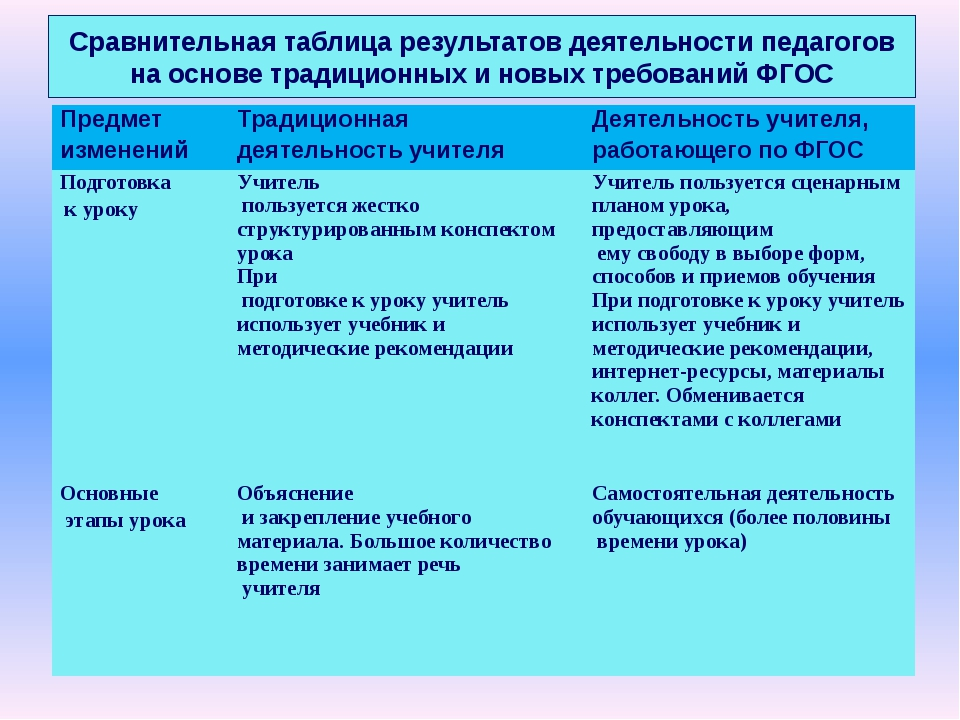 Сравнительная таблица результатов деятельности педагогов
на основе традиционных и новых требований ФГОС
Предмет
изменений
Традиционная
деятельность учителя
Деятельность учителя,
работающего по ФГОС
Подготовка
к уроку
Учитель
пользуется жестко
структурированным конспектом
урока
При
подготовке к уроку учитель
использует учебник и
методические рекомендации
Учитель пользуется сценарным
планом урока,
предоставляющим
ему свободу в выборе форм,
способов и приемов обучения
При подготовке к уроку учитель
использует учебник и
методические рекомендации,
интернет-ресурсы, материалы
коллег. Обменивается
конспектами с коллегами
Основные
этапы урока
Объяснение
и закрепление учебного
материала. Большое количество
времени занимает речь
учителя
Самостоятельная деятельность
обучающихся (более половины
времени урока)